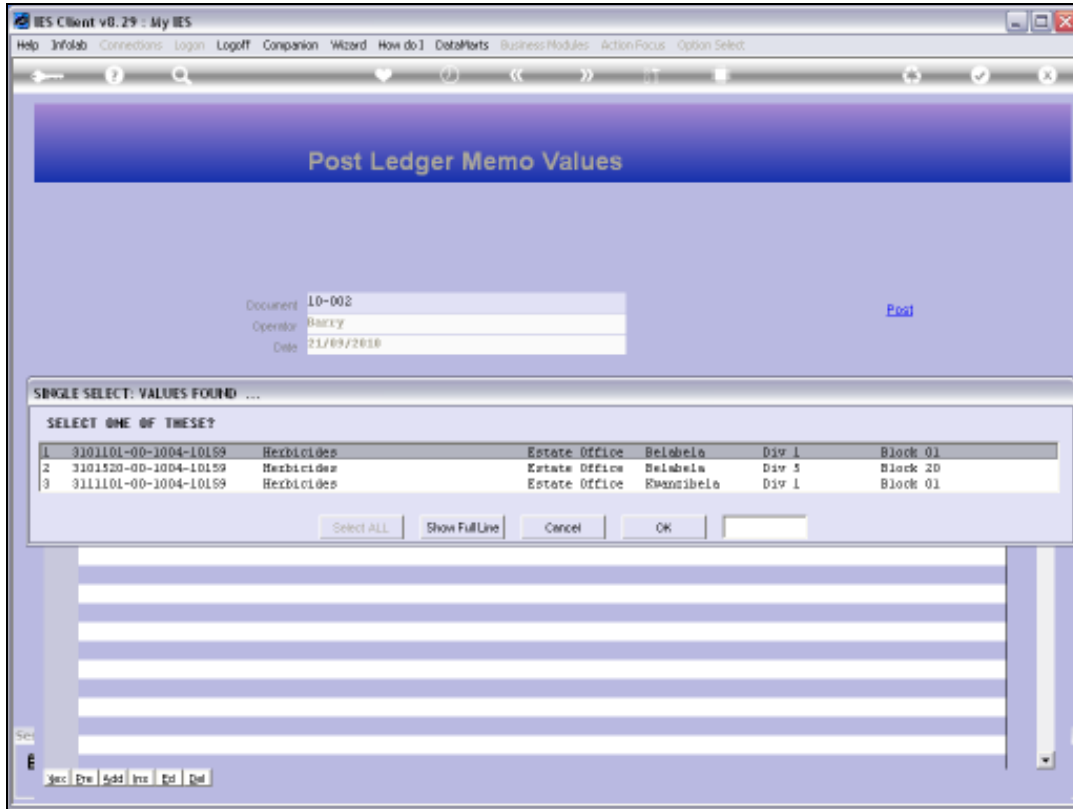 IES Client v8.29 : My IES
Help Infolab Connections Logon Logoff Companion Wizard How do I DataMarts Business Modules Action Focus Option Select
Post Ledger Memo Values
Document 10-002
Post
Operator Barry
Date 21/09/2010
SINGLE SELECT: VALUES FOUND ...
SELECT ONE OF THESE?
1 3101101-00-1004-10159 Herbicides Estate Office Belabela Div 1 Block 01
2 3101520-00-1004-10159 Herbicides Estate Office Belabela Div 5 Block 20
3 3111101-00-1004-10159 Herbicides Estate Office Kwanzibela Div 1 Block 01
Select ALL Show Full Line Cancel OK
Sec
Nex Pre Add Ins Ed Del